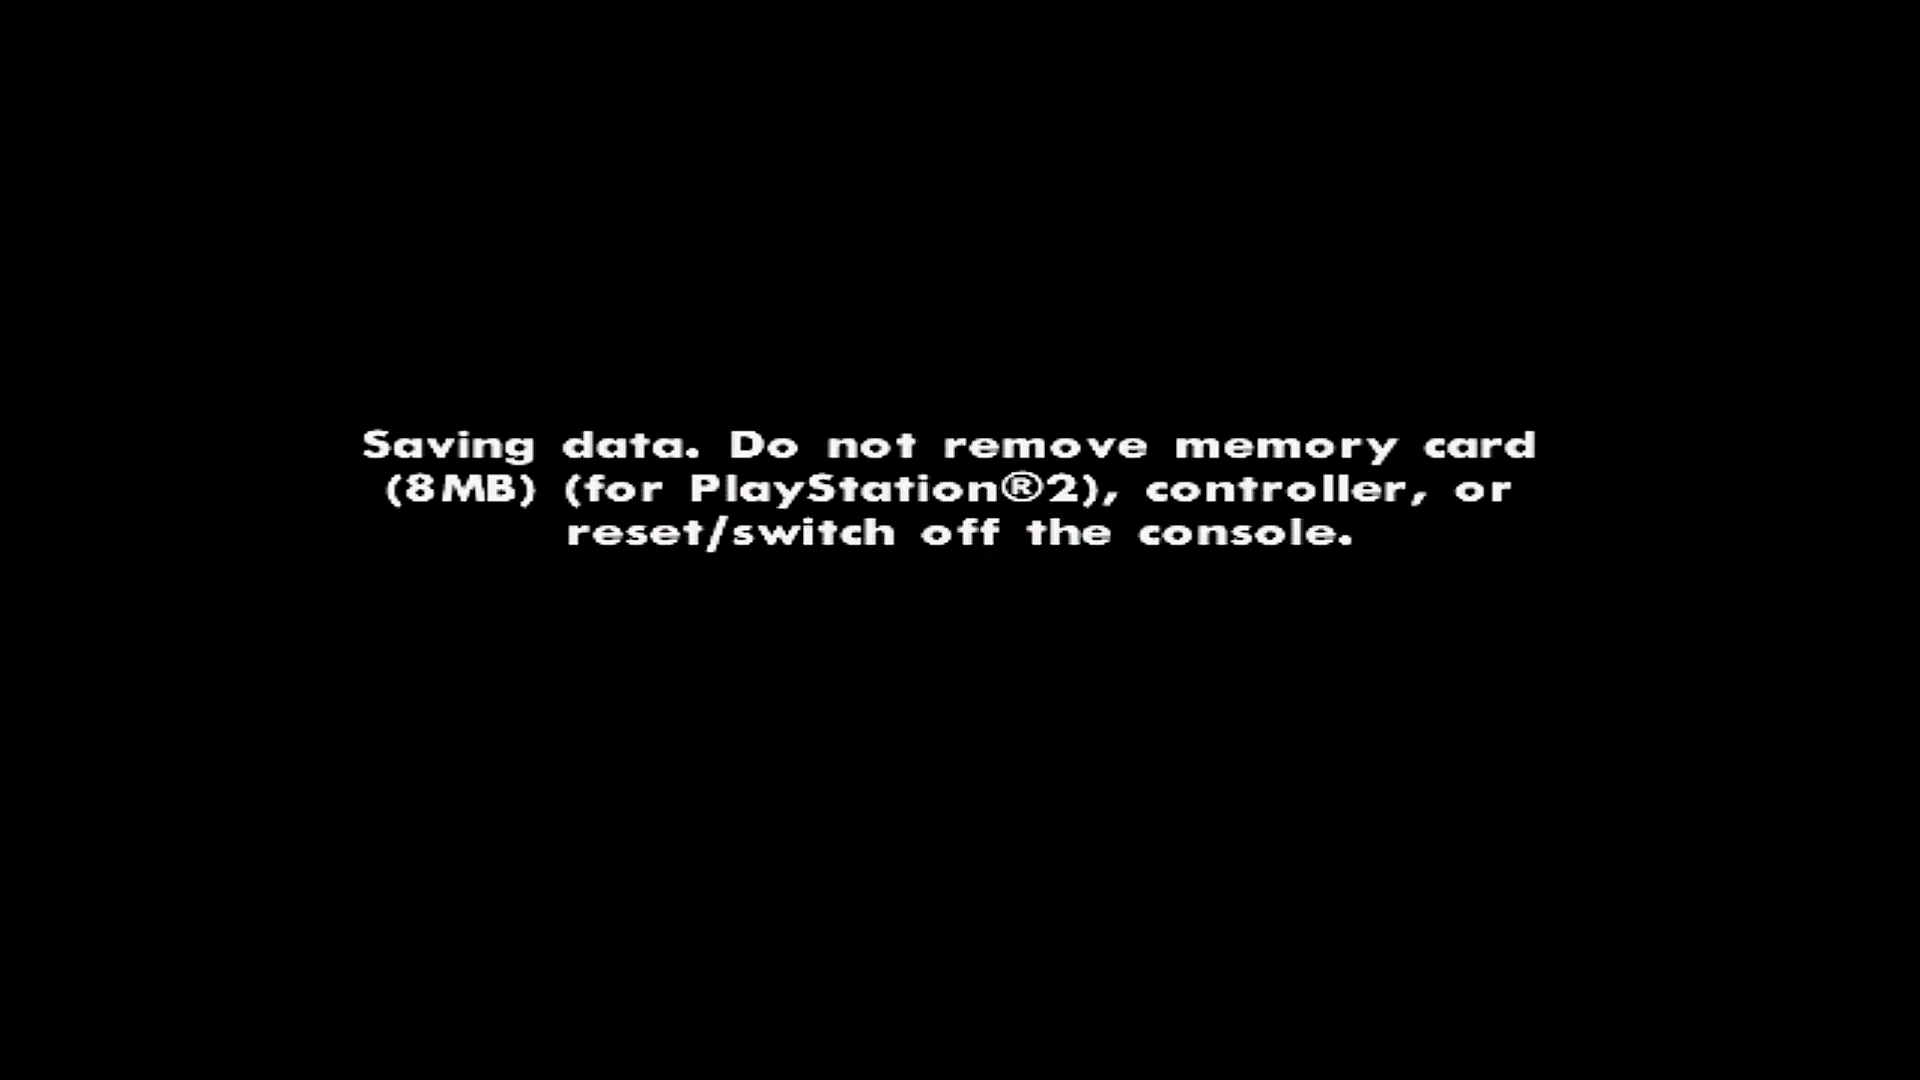 Saving data. Do not remove memory card
(8MB) (for PlayStation®2), controller, or
reset/switch off the console.